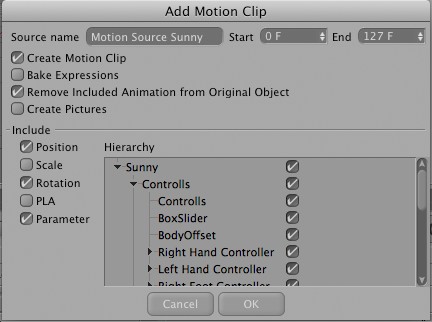 Add Motion Clip
Source name Motion Source Sunny Start 0 F End 127 F
Create Motion Clip
Bake Expressions
Remove Included Animation from Original Object
Create Pictures
Include
Position Hierarchy
Scale Sunny
Rotation Controlls
PLA Controlls
Parameter BoxSlider
BodyOffset
Right Hand Controller
Left Hand Controller
Right Foot Controller
Cancel OK